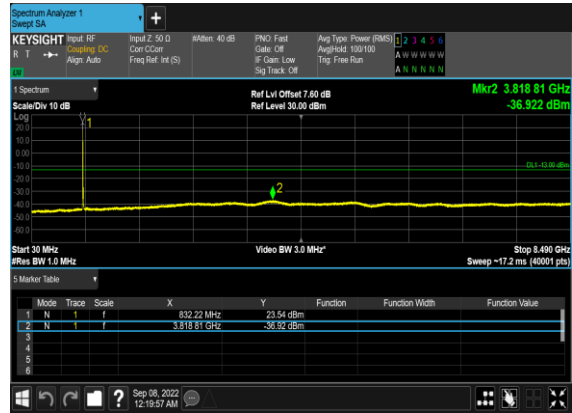 Spectrum Analyzer 1
Swept SA
+
KEYSIGHT Input: RF Input Z: 50 Ω #Atten: 40 dB PNO: Fast Avg Type: Power (RMS) 1 2 3 4 5 6
R T Coupling: DC Corr CCorr Gate: Off Avg|Hold: 100/100 A W W W W W
Align: Auto Freq Ref: Int (S) IF Gain: Low Trig: Free Run
Sig Track: Off A N N N N N
LXI
1 Spectrum Ref Lvl Offset 7.60 dB Mkr2 3.818 81 GHz
Scale/Div 10 dB Ref Level 30.00 dBm -36.922 dBm
Log
1
20.0
10.0
0.00
-10.0 DL1 -13.00 dBm
-20.0
-30.0 2
-40.0
-50.0
-60.0
Start 30 MHz Video BW 3.0 MHz* Stop 8.490 GHz
#Res BW 1.0 MHz Sweep ~17.2 ms (40001 pts)
5 Marker Table
Mode Trace Scale X Y Function Function Width Function Value
1 N 1 f 832.22 MHz 23.54 dBm
2 N 1 f 3.818 81 GHz -36.92 dBm
3
4
5
6
? Sep 08, 2022
12:19:57 AM